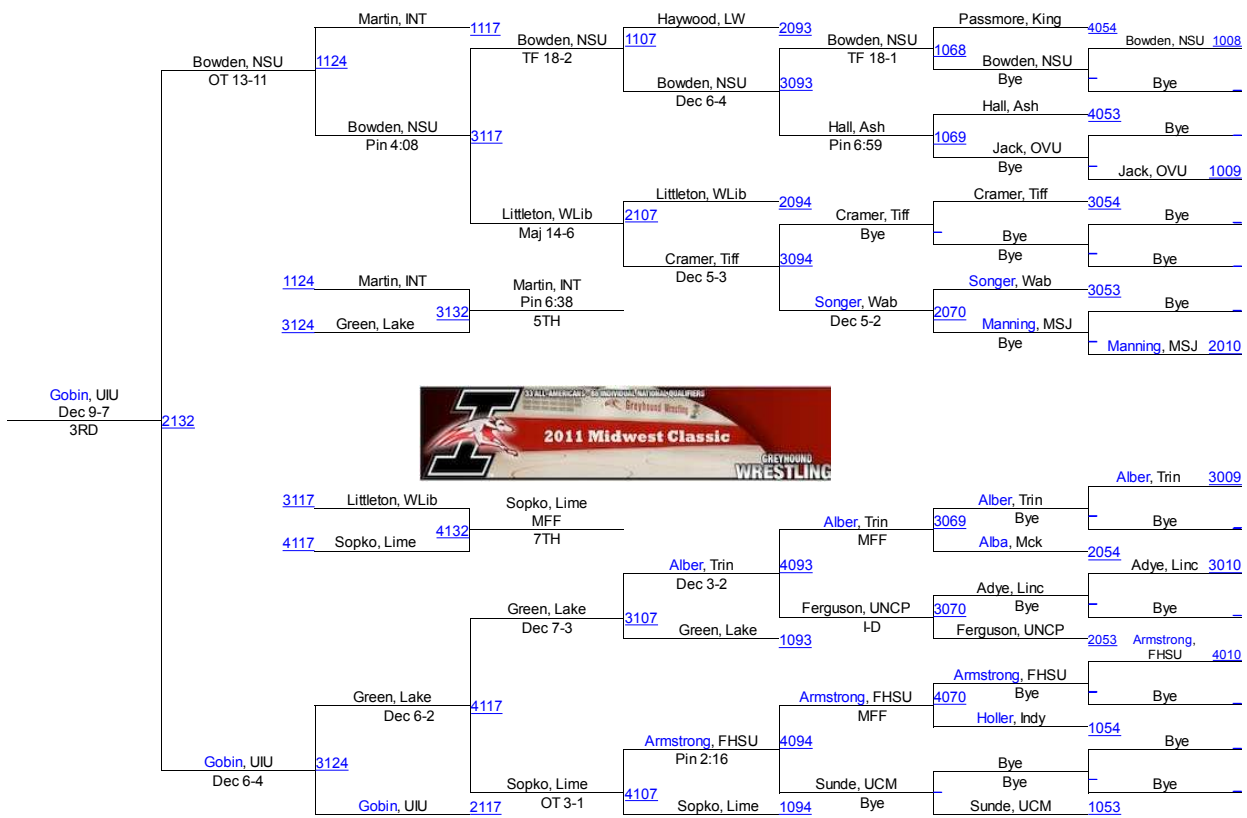 Martin, INT
1117
Haywood, LW
2093
Passmore, King
4054
Bowden, NSU
TF 18-2
1107
Bowden, NSU
TF 18-1
1068
Bowden, NSU 1008
Bowden, NSU
OT 13-11
1124
Bowden, NSU
Dec 6-4
3093
Bowden, NSU
Bye
Bye
Hall, Ash
4053
Bowden, NSU
Pin 4:08
3117
Hall, Ash
Pin 6:59
1069
Bye
Jack, OVU
Bye
Jack, OVU 1009
Littleton, WLib
2094
Cramer, Tiff
3054
Littleton, WLib
Maj 14-6
2107
Cramer, Tiff
Bye
Bye
Bye
Bye
Cramer, Tiff
Dec 5-3
3094
Bye
1124
Martin, INT
Martin, INT
Pin 6:38
5TH
3132
Songer, Wab
3053
3124
Green, Lake
Songer, Wab
Dec 5-2
2070
Bye
Manning, MSJ
Bye
Manning, MSJ 2010
Gobin, UIU
Dec 9-7
3RD
2132
33 ALL-AMERICANS - 66 INDIVIDUAL NATIONAL QUALIFIERS
Greyhound Wrestling
2011 Midwest Classic
GREYHOUND
WRESTLING
3117
Littleton, WLib
Sopko, Lime
MFF
7TH
4132
4117
Sopko, Lime
Alber, Trin 3009
Alber, Trin
Bye
Alber, Trin
MFF
3069
Bye
Alba, Mck
2054
Alber, Trin
Dec 3-2
4093
Adye, Linc 3010
Adye, Linc
Bye
Green, Lake
Dec 7-3
3107
Ferguson, UNCP
I-D
3070
Bye
Green, Lake
1093
Ferguson, UNCP
2053
Armstrong,
FHSU 4010
Armstrong, FHSU
Bye
Green, Lake
Dec 6-2
4117
Armstrong, FHSU
MFF
4070
Bye
Holler, Indy
1054
Armstrong, FHSU
Pin 2:16
4094
Bye
Gobin, UIU
Dec 6-4
3124
Bye
Bye
Sopko, Lime
OT 3-1
4107
Sunde, UCM
Bye
Bye
Gobin, UIU
2117
Sopko, Lime
1094
Sunde, UCM
1053